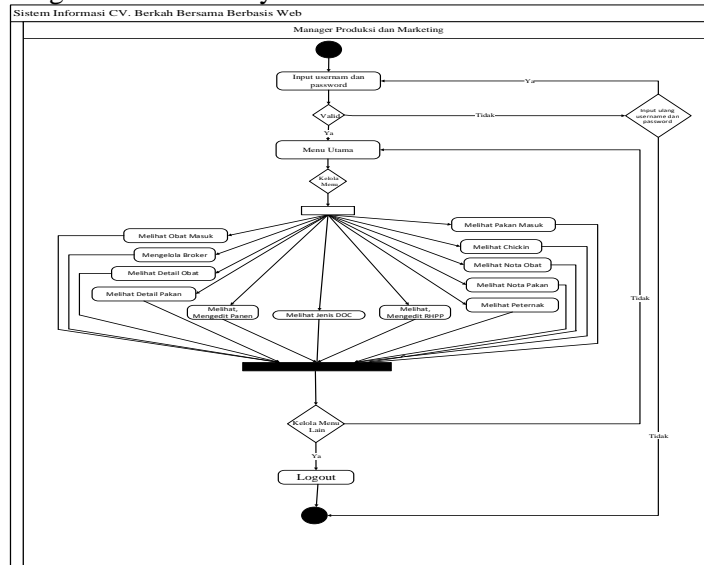 Sistem Informasi CV. Berkah Bersama Berbasis Web
Manager Produksi dan Marketing
Input usernam dan
password
Ya
Valid
Tidak
Input ulang
username dan
password
Ya
Menu Utama
Kelola
Menu
Melihat Obat Masuk
Melihat Pakan Masuk
Mengelola Broker
Melihat Chickin
Melihat Detail Obat
Melihat Nota Obat
Melihat Detail Pakan
Melihat Nota Pakan
Melihat,
Mengedit Panen
Melihat Jenis DOC
Melihat,
Mengedit RHPP
Melihat Peternak
Tidak
Kelola Menu
Lain
Tidak
Ya
Logout